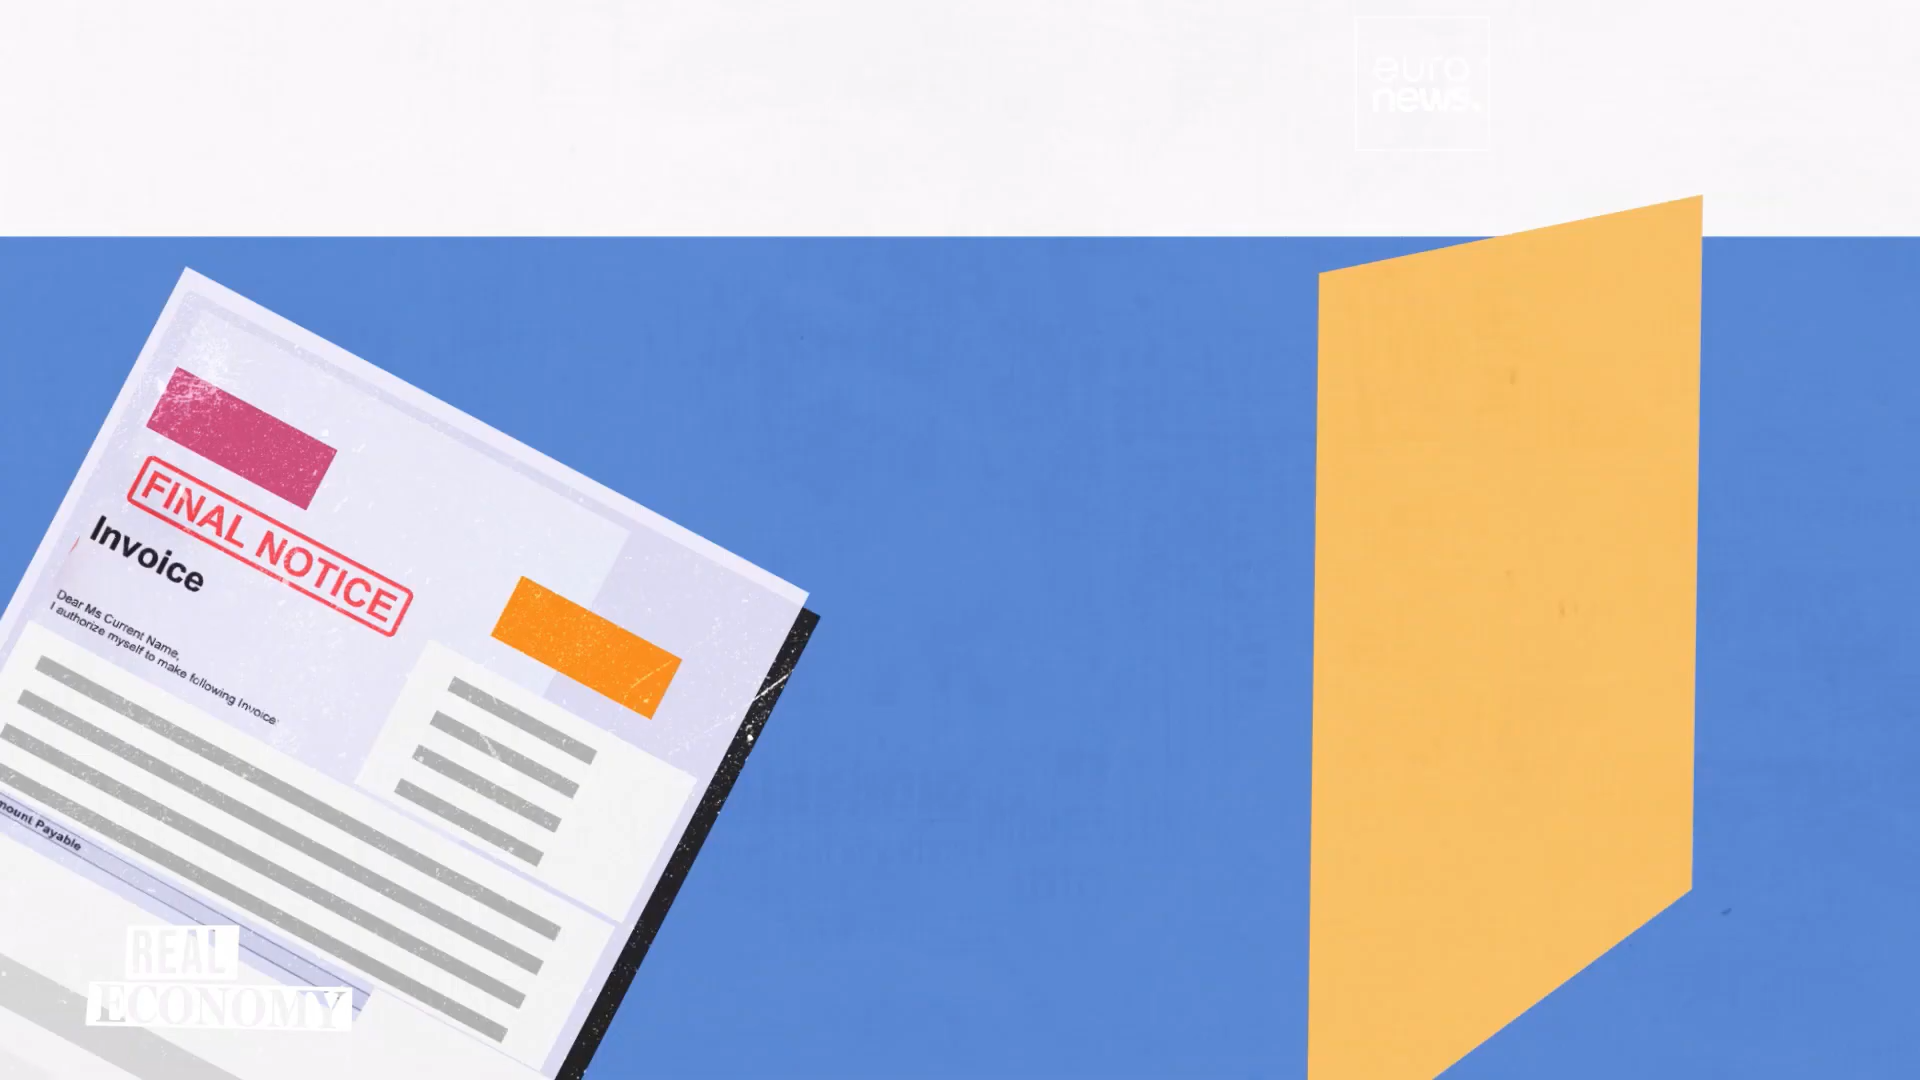 euro
news.
FINAL NOTICE
Invoice
Dear Ms Current Name,
I authorize myself to make following Invoice:
mount Payable
REAL
ECONOMY